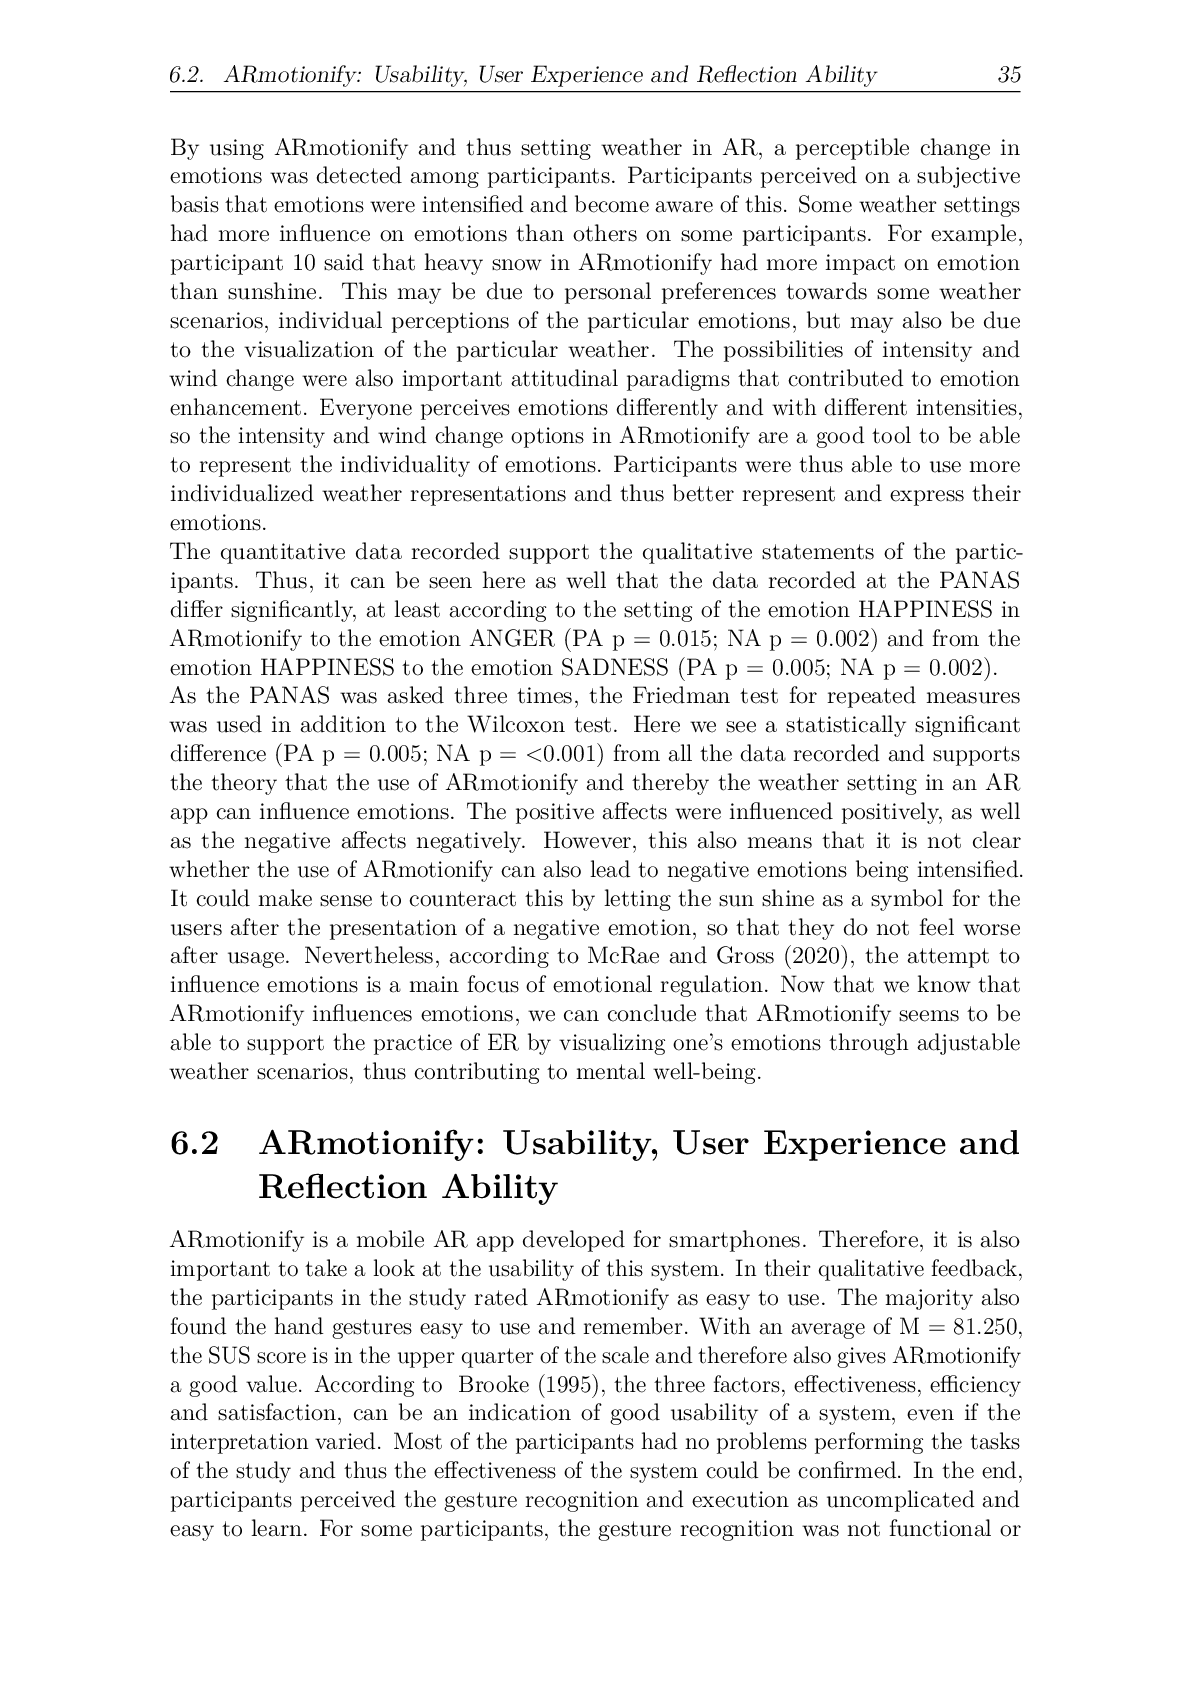 6.2. ARmotionify: Usability, User Experience and Reflection Ability 35
By using ARmotionify and thus setting weather in AR, a perceptible change in
emotions was detected among participants. Participants perceived on a subjective
basis that emotions were intensified and become aware of this. Some weather settings
had more influence on emotions than others on some participants. For example,
participant 10 said that heavy snow in ARmotionify had more impact on emotion
than sunshine. This may be due to personal preferences towards some weather
scenarios, individual perceptions of the particular emotions, but may also be due
to the visualization of the particular weather. The possibilities of intensity and
wind change were also important attitudinal paradigms that contributed to emotion
enhancement. Everyone perceives emotions differently and with different intensities,
so the intensity and wind change options in ARmotionify are a good tool to be able
to represent the individuality of emotions. Participants were thus able to use more
individualized weather representations and thus better represent and express their
emotions.
The quantitative data recorded support the qualitative statements of the partic-
ipants. Thus, it can be seen here as well that the data recorded at the PANAS
differ significantly, at least according to the setting of the emotion HAPPINESS in
ARmotionify to the emotion ANGER (PA p = 0.015; NA p = 0.002) and from the
emotion HAPPINESS to the emotion SADNESS (PA p = 0.005; NA p = 0.002).
As the PANAS was asked three times, the Friedman test for repeated measures
was used in addition to the Wilcoxon test. Here we see a statistically significant
difference (PA p = 0.005; NA p = <0.001) from all the data recorded and supports
the theory that the use of ARmotionify and thereby the weather setting in an AR
app can influence emotions. The positive affects were influenced positively, as well
as the negative affects negatively. However, this also means that it is not clear
whether the use of ARmotionify can also lead to negative emotions being intensified.
It could make sense to counteract this by letting the sun shine as a symbol for the
users after the presentation of a negative emotion, so that they do not feel worse
after usage. Nevertheless, according to McRae and Gross (2020), the attempt to
influence emotions is a main focus of emotional regulation. Now that we know that
ARmotionify influences emotions, we can conclude that ARmotionify seems to be
able to support the practice of ER by visualizing one's emotions through adjustable
weather scenarios, thus contributing to mental well-being.
6.2 ARmotionify: Usability, User Experience and
Reflection Ability
ARmotionify is a mobile AR app developed for smartphones. Therefore, it is also
important to take a look at the usability of this system. In their qualitative feedback,
the participants in the study rated ARmotionify as easy to use. The majority also
found the hand gestures easy to use and remember. With an average of M = 81.250,
the SUS score is in the upper quarter of the scale and therefore also gives ARmotionify
a good value. According to Brooke (1995), the three factors, effectiveness, efficiency
and satisfaction, can be an indication of good usability of a system, even if the
interpretation varied. Most of the participants had no problems performing the tasks
of the study and thus the effectiveness of the system could be confirmed. In the end,
participants perceived the gesture recognition and execution as uncomplicated and
easy to learn. For some participants, the gesture recognition was not functional or